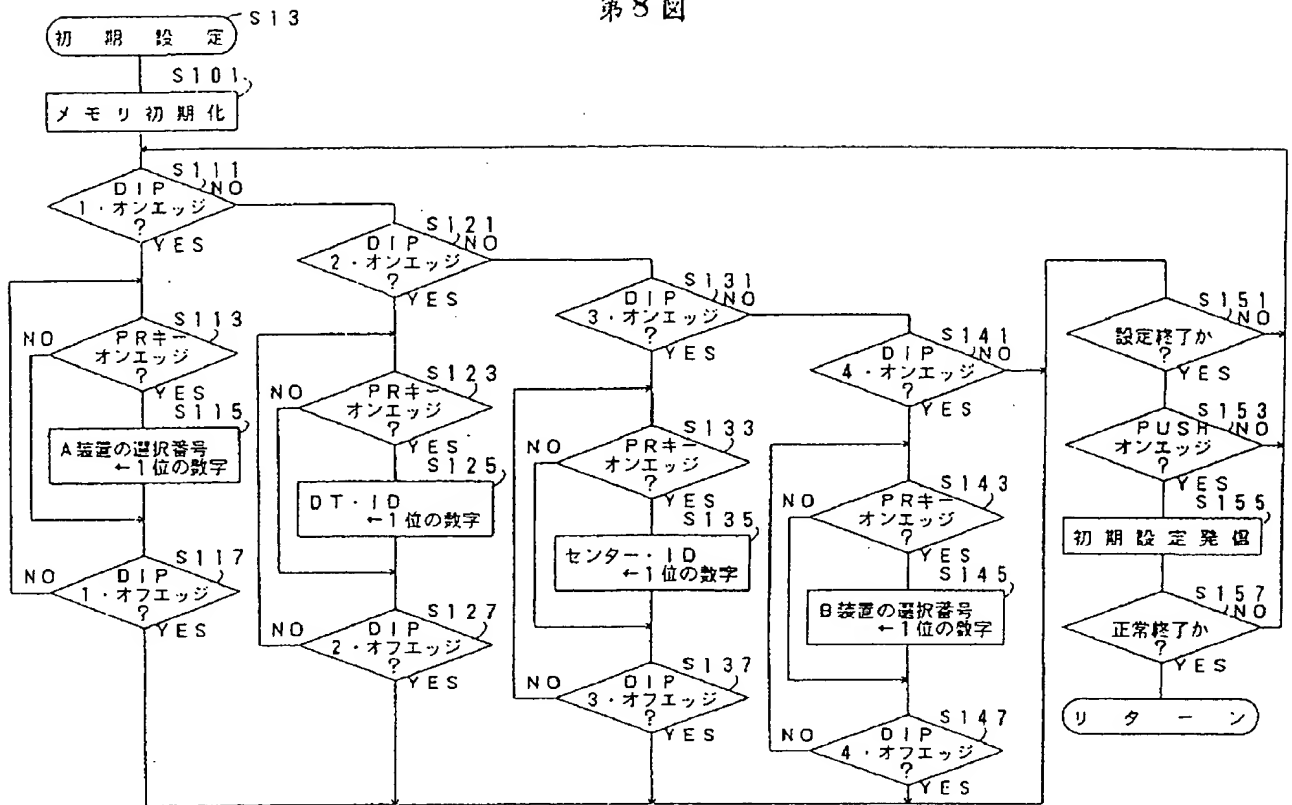 第8図
初期設定
S13
S101
メモリ初期化
S111
DIP
1・オンエッジ
?
NO
YES
S113
PRキー
オンエッジ
?
NO
YES
S115
A装置の選択番号
←1位の数字
S117
DIP
1・オフエッジ
?
NO
YES
S121
DIP
2・オンエッジ
?
NO
YES
S123
PRキー
オンエッジ
?
NO
YES
S125
DT・ID
←1位の数字
S127
DIP
2・オフエッジ
?
NO
YES
S131
DIP
3・オンエッジ
?
NO
YES
S133
PRキー
オンエッジ
?
NO
YES
S135
センター・ID
←1位の数字
S137
DIP
3・オフエッジ
?
NO
YES
S141
DIP
4・オンエッジ
?
NO
YES
S143
PRキー
オンエッジ
?
NO
YES
S145
B装置の選択番号
←1位の数字
S147
DIP
4・オフエッジ
?
NO
YES
S151
設定終了か
?
NO
YES
S153
PUSH
オンエッジ
?
NO
YES
S155
初期設定発信
S157
正常終了か
?
NO
YES
リターン